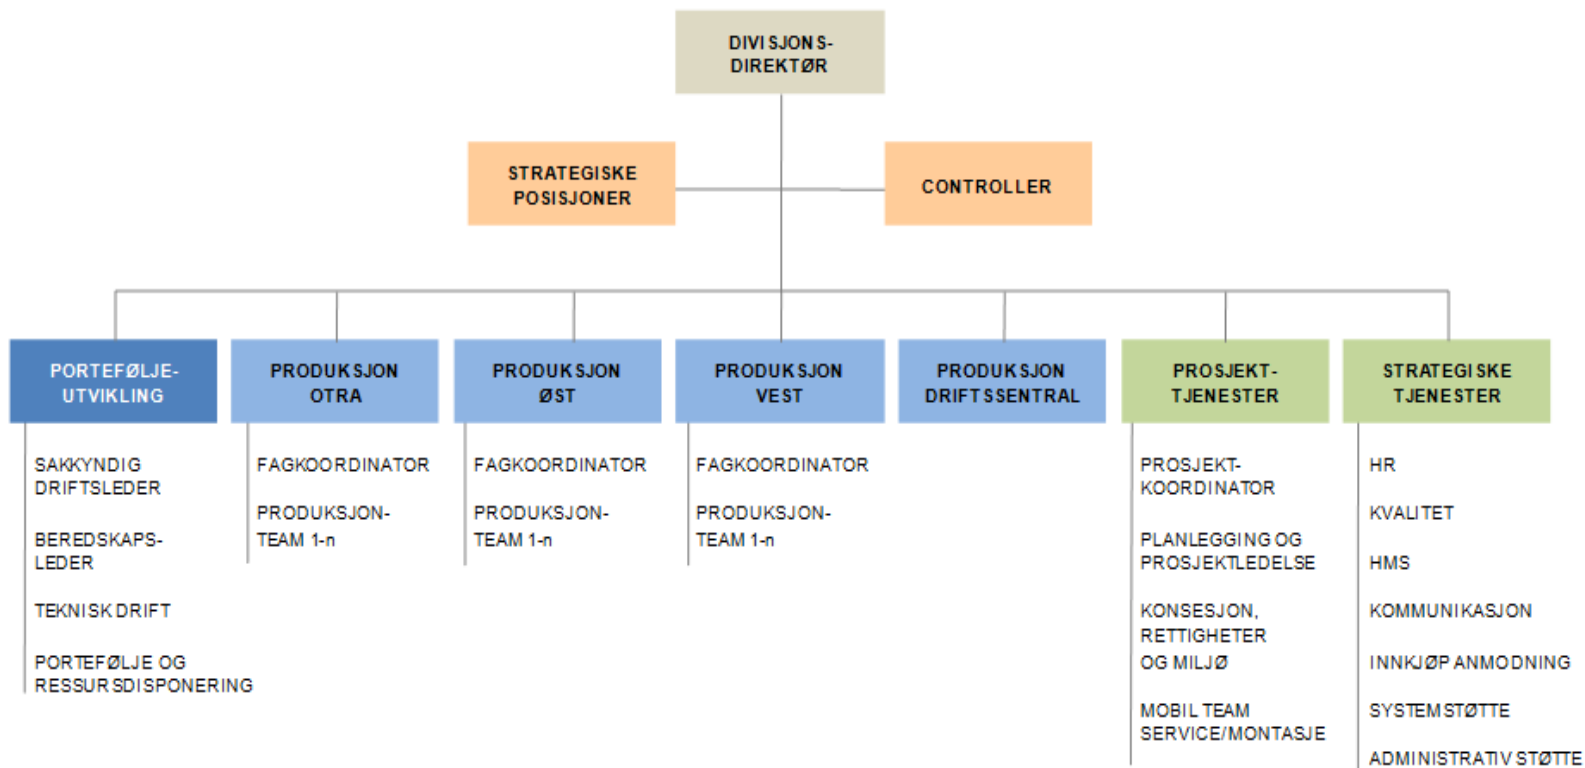 DIVISJONS-
DIREKTØR
STRATEGISKE
POSISJONER
CONTROLLER
PORTEFØLJE-
UTVIKLING
SAKKYNDIG
DRIFTSLEDER
BEREDSKAPS-
LEDER
TEKNISK DRIFT
PORTEFØLJE OG
RESSURSDISPONERING
PRODUKSJON
OTRA
FAGKOORDINATOR
PRODUKSJON-
TEAM 1-n
PRODUKSJON
ØST
FAGKOORDINATOR
PRODUKSJON-
TEAM 1-n
PRODUKSJON
VEST
FAGKOORDINATOR
PRODUKSJON-
TEAM 1-n
PRODUKSJON
DRIFTSSENTRAL
PROSJEKT-
TJENESTER
PROSJEKT-
KOORDINATOR
PLANLEGGING OG
PROSJEKTLEDELSE
KONSESJON,
RETTIGHETER
OG MILJØ
MOBIL TEAM
SERVICE/MONTASJE
STRATEGISKE
TJENESTER
HR
KVALITET
HMS
KOMMUNIKASJON
INNKJØP ANMODNING
SYSTEMSTØTTE
ADMINISTRATIV STØTTE